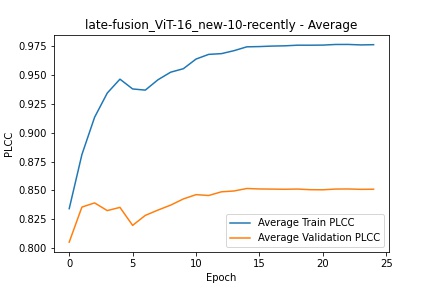 late-fusion_ViT-16_new-10-recently - Average
PLCC
0.975
0.950
0.925
0.900
0.875
0.850
0.825
0.800
Average Train PLCC
Average Validation PLCC
0 5 10 15 20 25
Epoch